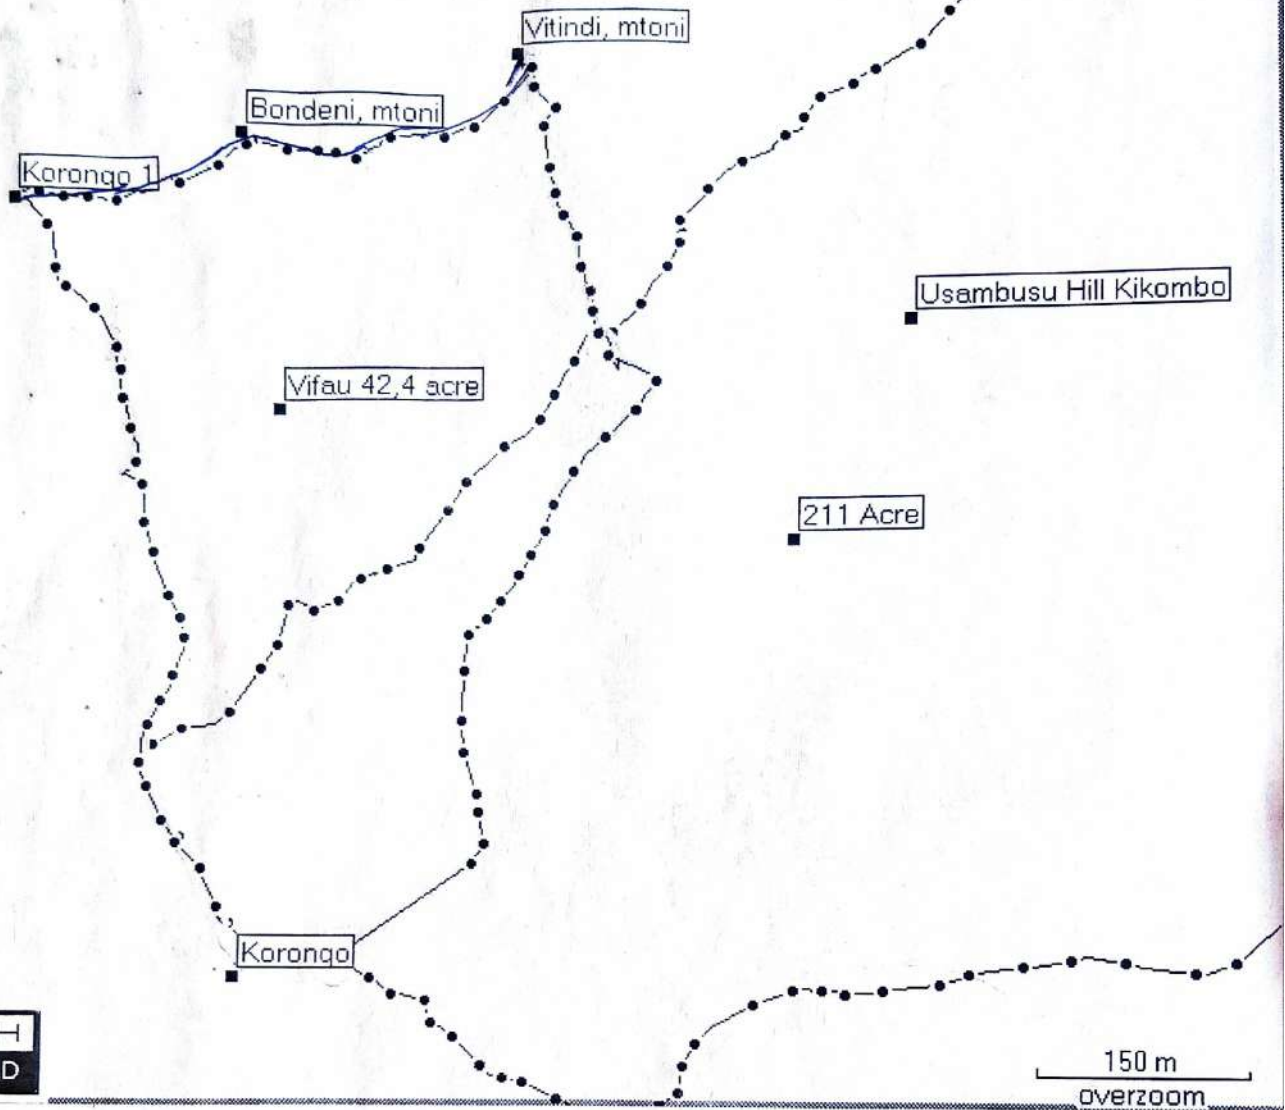 Vitindi, mtoni
Bondeni, mtoni
Korongo 1
Usambusu Hill Kikombo
Vifau 42,4 acre
211 Acre
Korongo
150 m
overzoom
D